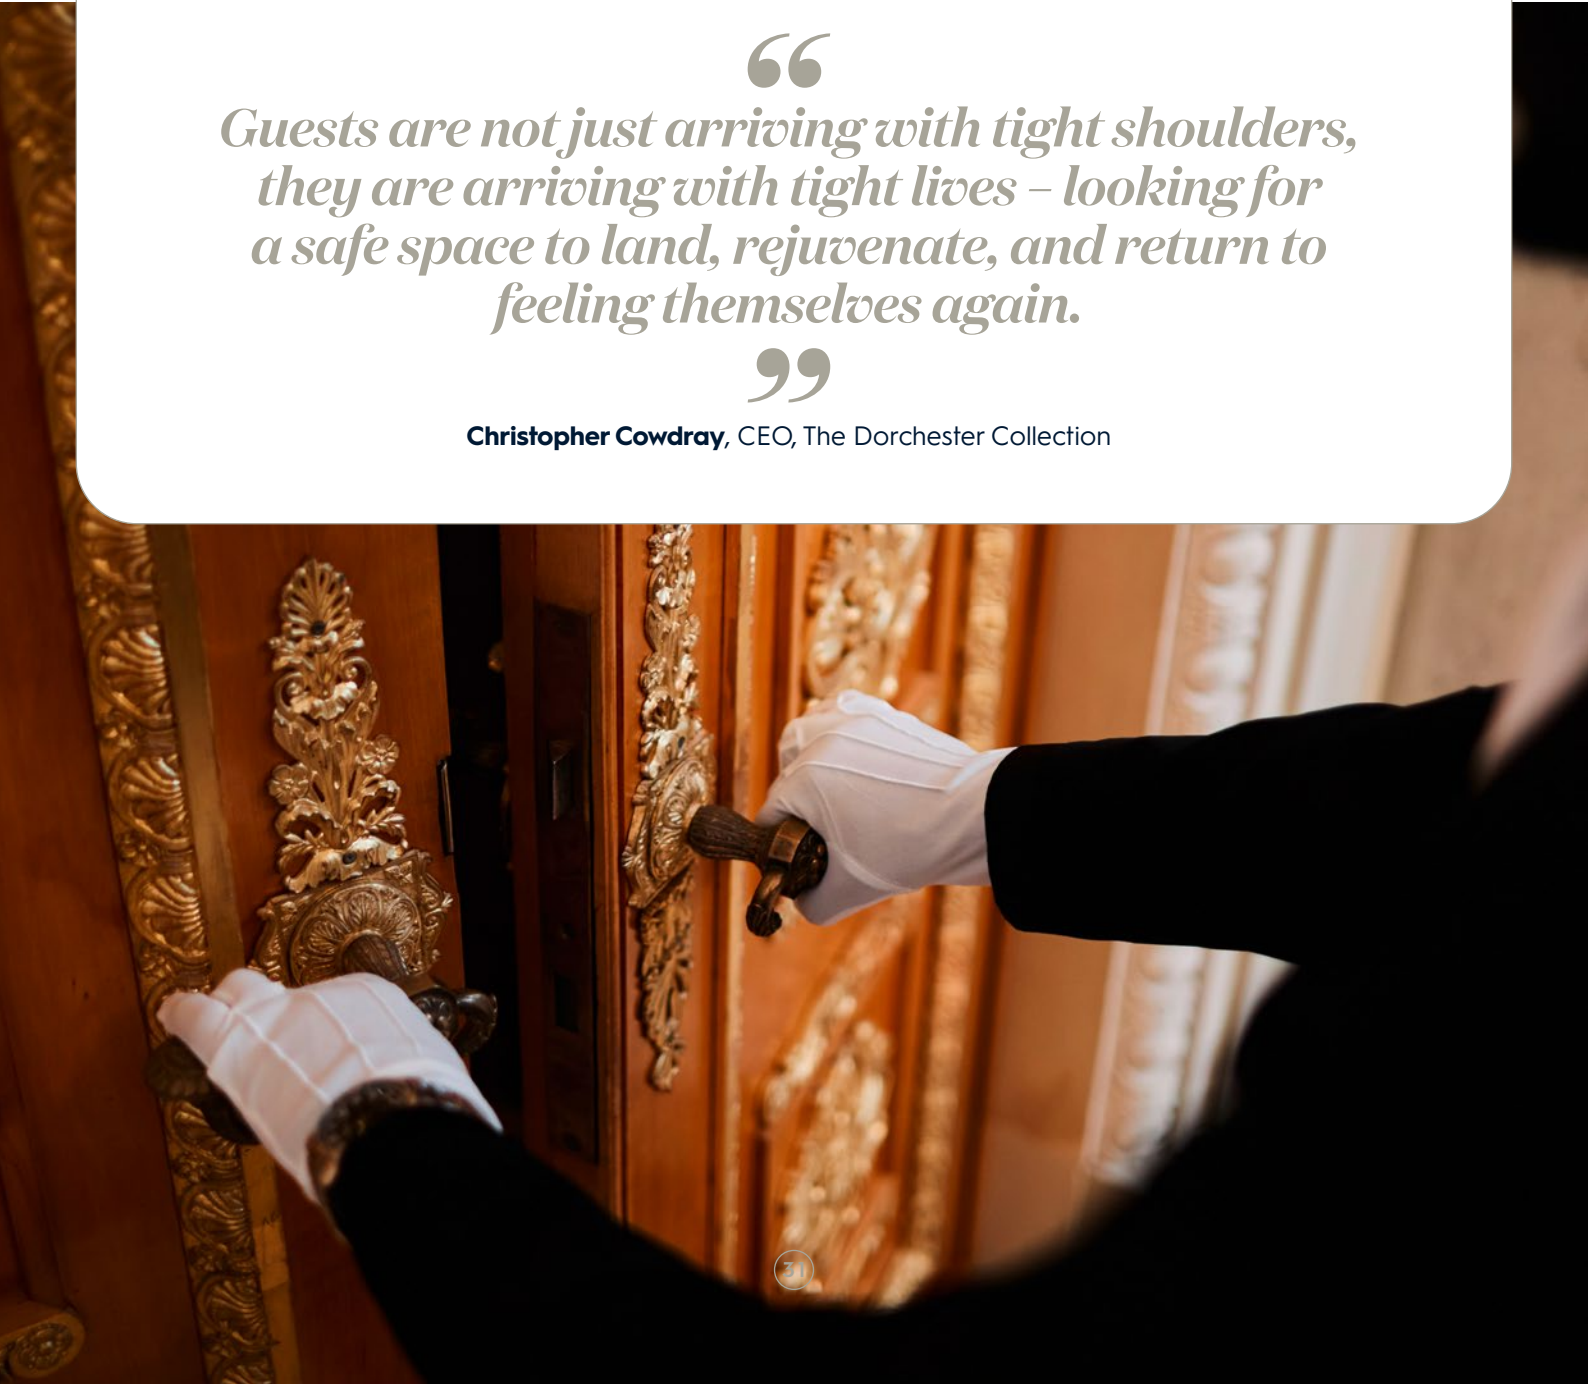 “
Guests are not just arriving with tight shoulders,
they are arriving with tight lives – looking for
a safe space to land, rejuvenate, and return to
feeling themselves again.
”
Christopher Cowdray, CEO, The Dorchester Collection
31